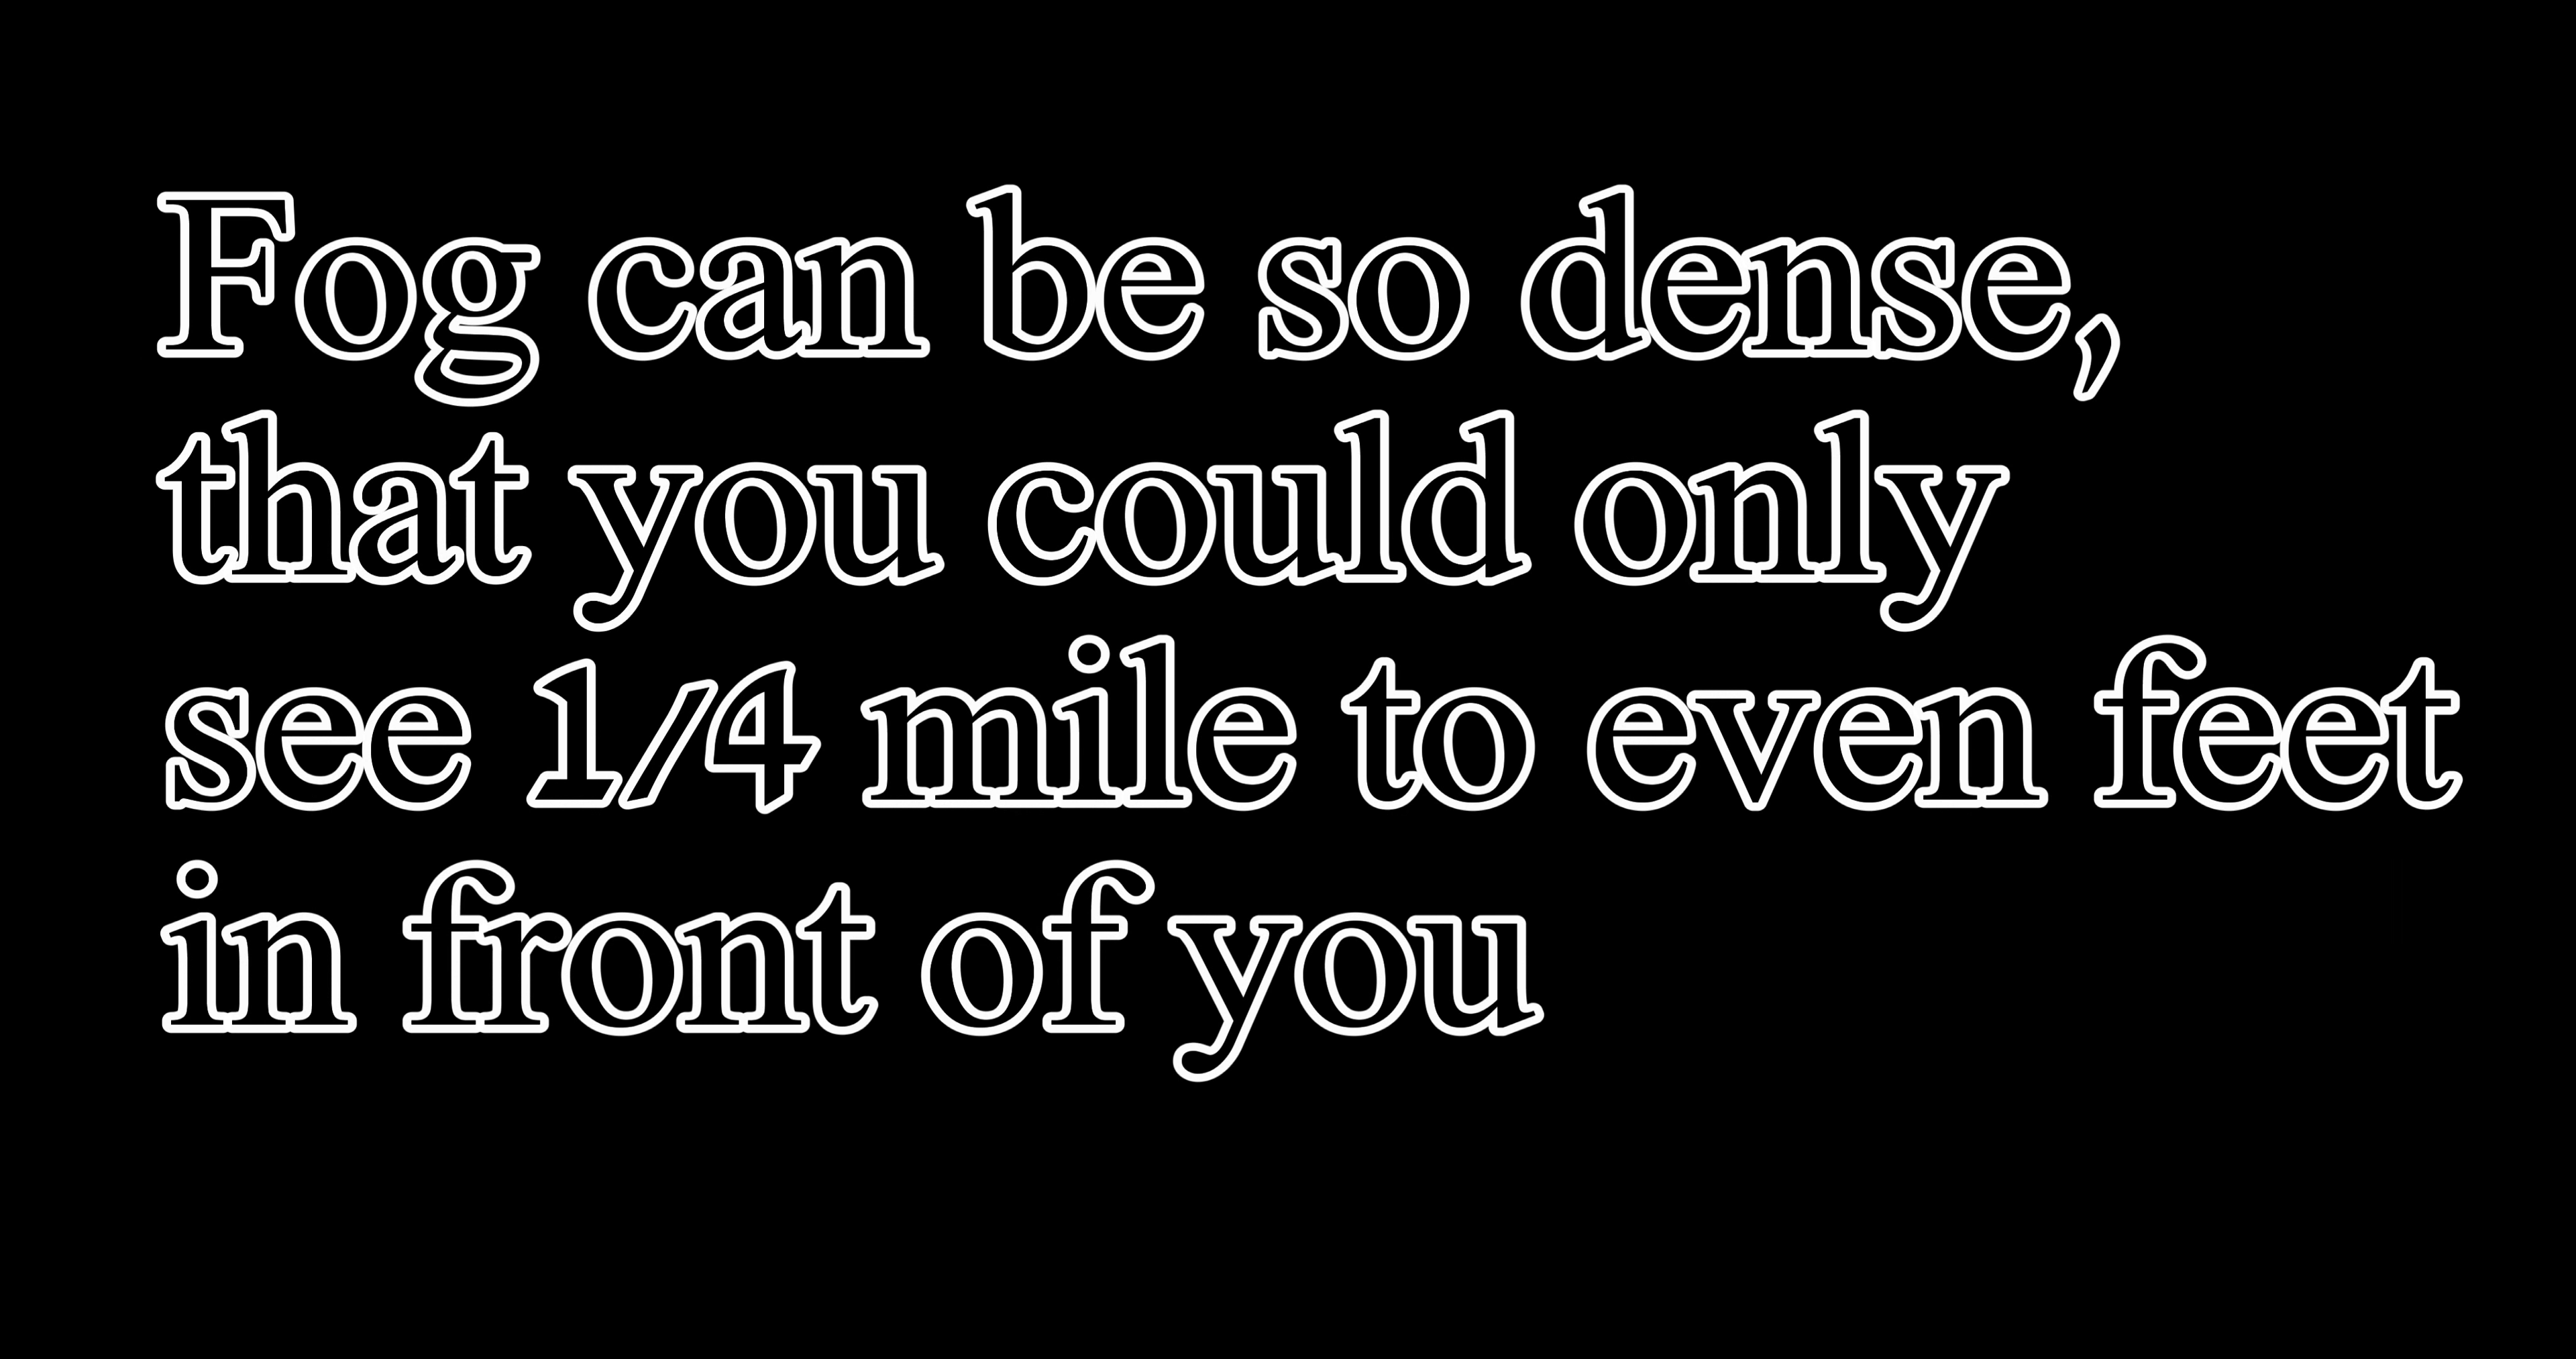 Fog can be so dense,
that you could only
see 1/4 mile to even feet
in front of you